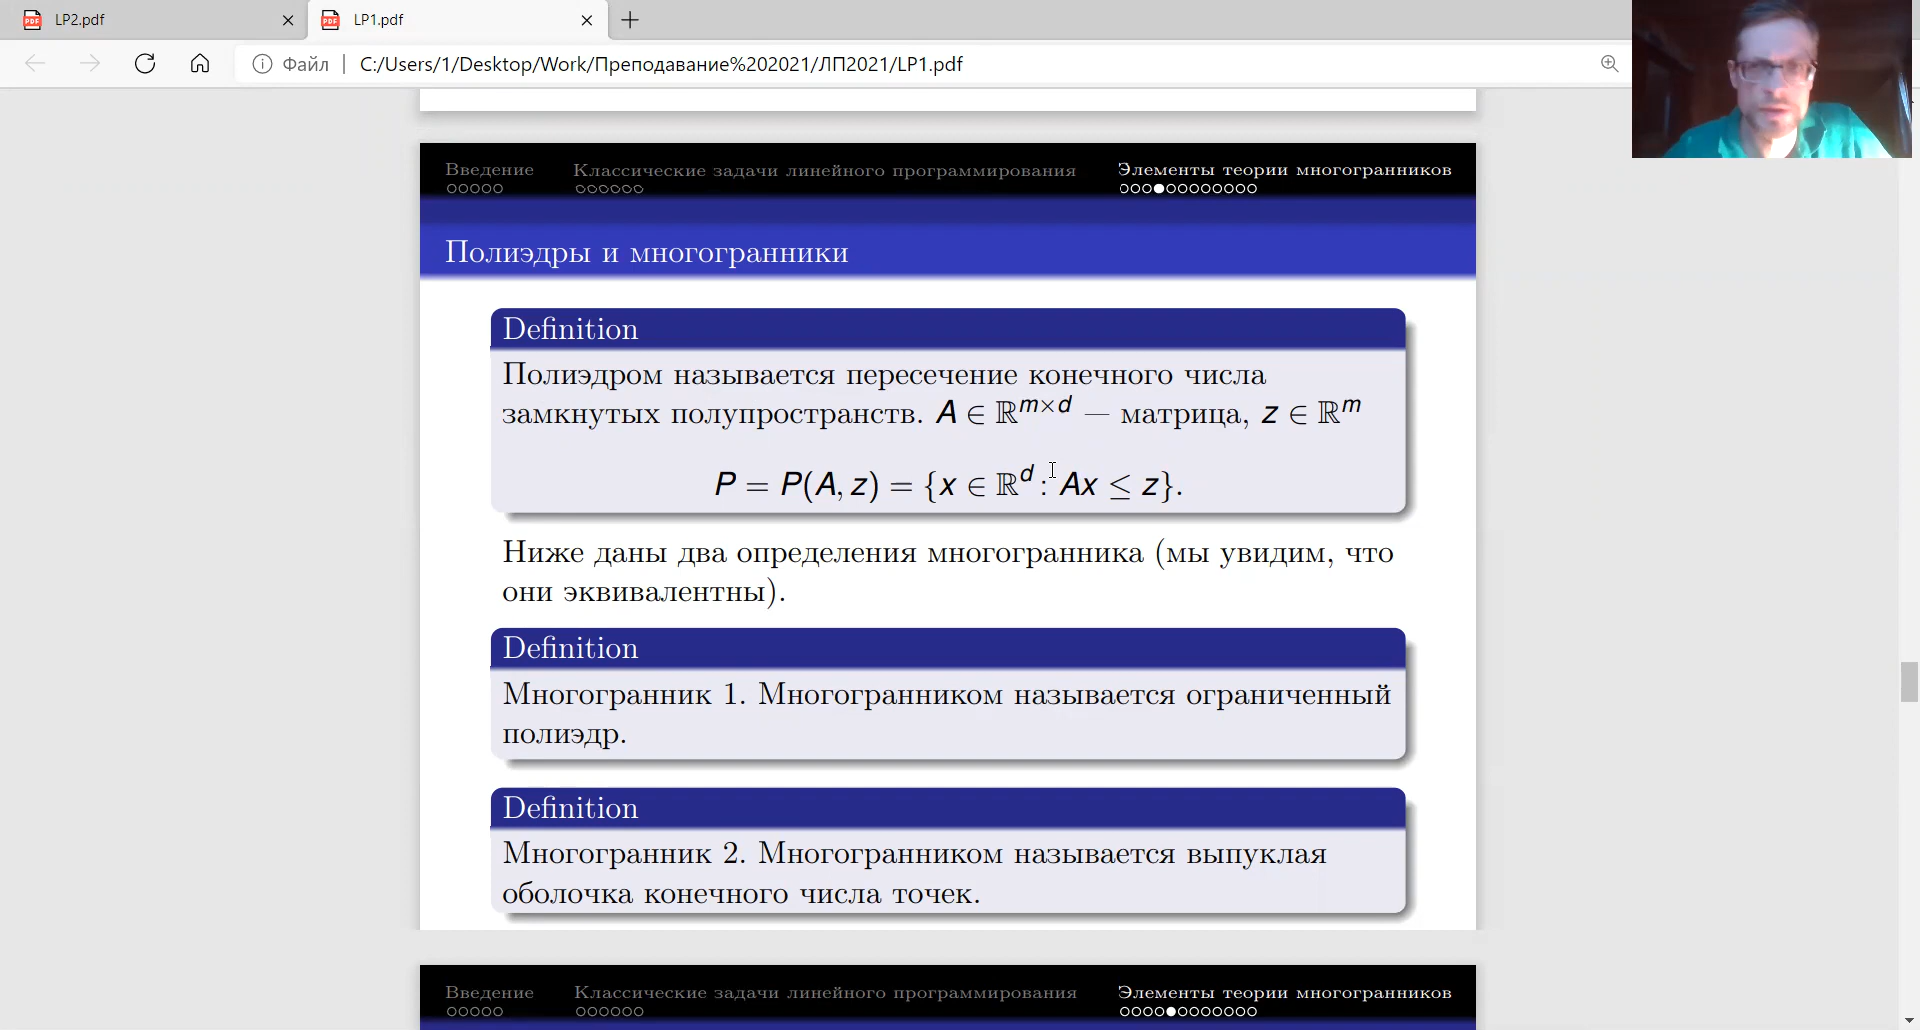 LP2.pdf
LP1.pdf
Файл
C:/Users/1/Desktop/Work/Преподавание%202021/ЛП2021/LP1.pdf
Введение
Классические задачи линейного программирования
Элементы теории многогранников
Полиэдры и многогранники
Definition
Полиэдром называется пересечение конечного числа
замкнутых полупространств. A ∈ ℝ^{m×d} — матрица, z ∈ ℝ^m
P = P(A, z) = {x ∈ ℝ^d : Ax ≤ z}.
Ниже даны два определения многогранника (мы увидим, что
они эквивалентны).
Definition
Многогранник 1. Многогранником называется ограниченный
полиэдр.
Definition
Многогранник 2. Многогранником называется выпуклая
оболочка конечного числа точек.
Введение
Классические задачи линейного программирования
Элементы теории многогранников